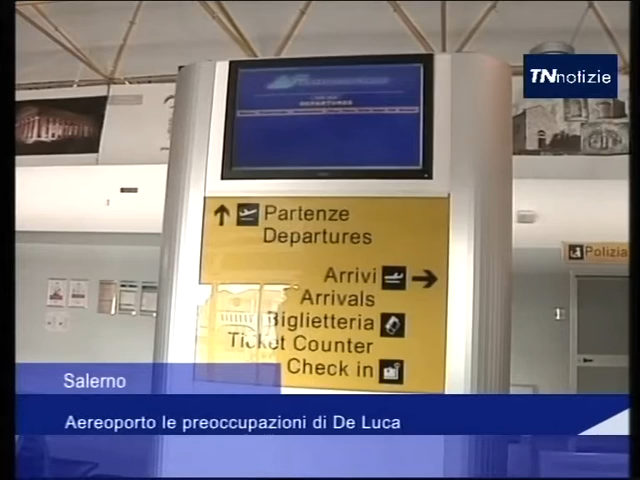 TNnotizie
DEPARTURES
Partenze
Departures
Polizia
Arrivi
Arrivals
Biglietteria
Ticket Counter
Check in
Salerno
Aereoporto le preoccupazioni di De Luca